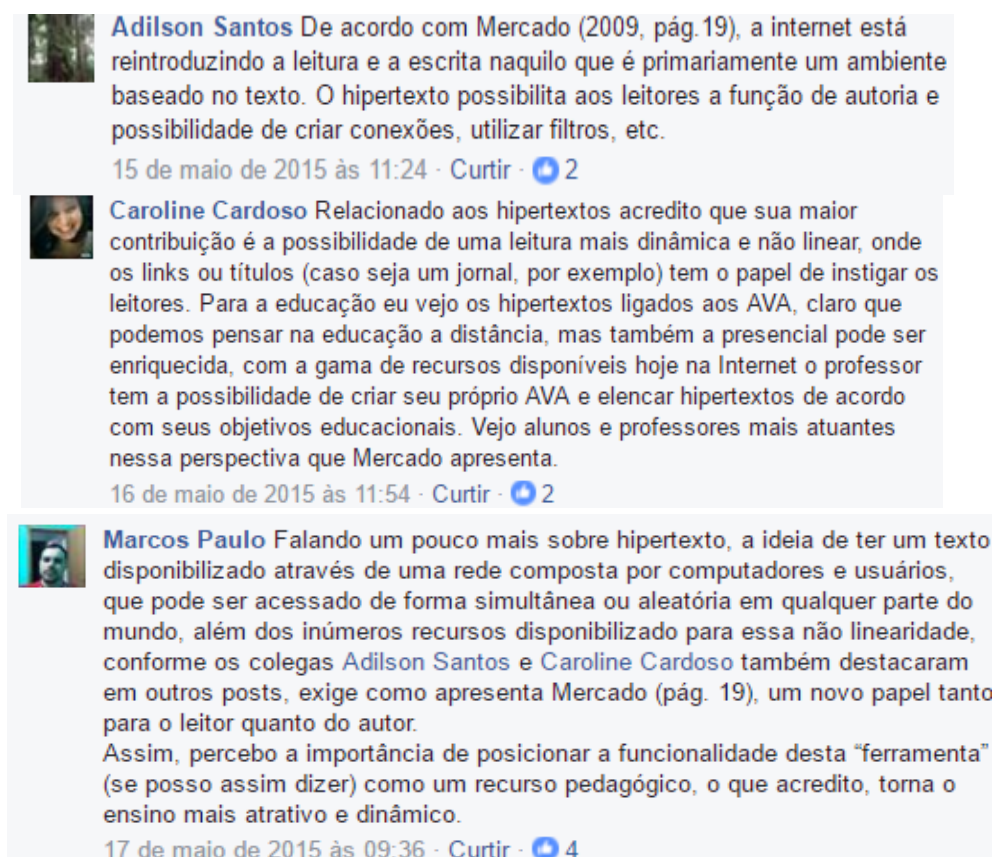 Adilson Santos De acordo com Mercado (2009, pág.19), a internet está
reintroduzindo a leitura e a escrita naquilo que é primariamente um ambiente
baseado no texto. O hipertexto possibilita aos leitores a função de autoria e
possibilidade de criar conexões, utilizar filtros, etc.
15 de maio de 2015 às 11:24 · Curtir · 2
Caroline Cardoso Relacionado aos hipertextos acredito que sua maior
contribuição é a possibilidade de uma leitura mais dinâmica e não linear, onde
os links ou títulos (caso seja um jornal, por exemplo) tem o papel de instigar os
leitores. Para a educação eu vejo os hipertextos ligados aos AVA, claro que
podemos pensar na educação a distância, mas também a presencial pode ser
enriquecida, com a gama de recursos disponíveis hoje na Internet o professor
tem a possibilidade de criar seu próprio AVA e elencar hipertextos de acordo
com seus objetivos educacionais. Vejo alunos e professores mais atuantes
nessa perspectiva que Mercado apresenta.
16 de maio de 2015 às 11:54 · Curtir · 2
Marcos Paulo Falando um pouco mais sobre hipertexto, a ideia de ter um texto
disponibilizado através de uma rede composta por computadores e usuários,
que pode ser acessado de forma simultânea ou aleatória em qualquer parte do
mundo, além dos inúmeros recursos disponibilizado para essa não linearidade,
conforme os colegas Adilson Santos e Caroline Cardoso também destacaram
em outros posts, exige como apresenta Mercado (pág. 19), um novo papel tanto
para o leitor quanto do autor.
Assim, percebo a importância de posicionar a funcionalidade desta “ferramenta”
(se posso assim dizer) como um recurso pedagógico, o que acredito, torna o
ensino mais atrativo e dinâmico.
17 de maio de 2015 às 09:36 · Curtir · 4